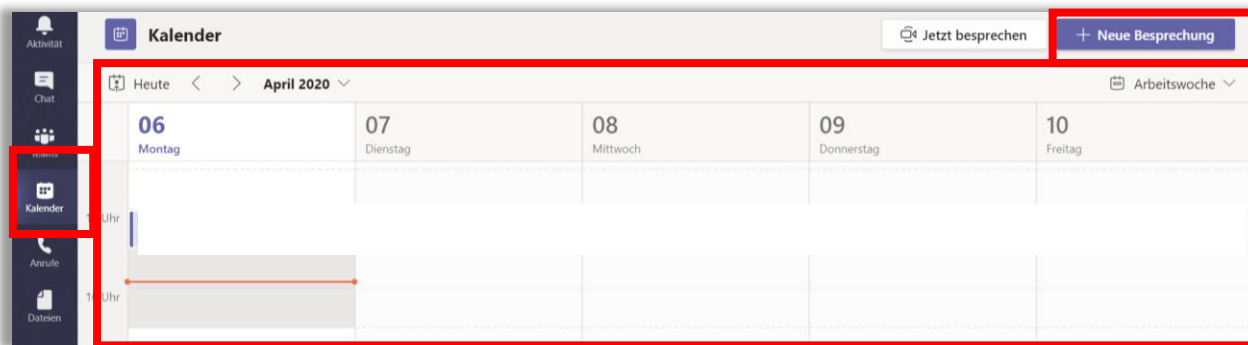 Aktivität
Chat
Teams
Kalender
Anrufe
Dateien
Kalender
Jetzt besprechen
+ Neue Besprechung
Heute < > April 2020
Arbeitswoche
06 07 08 09 10
Montag Dienstag Mittwoch Donnerstag Freitag
Uhr
Uhr